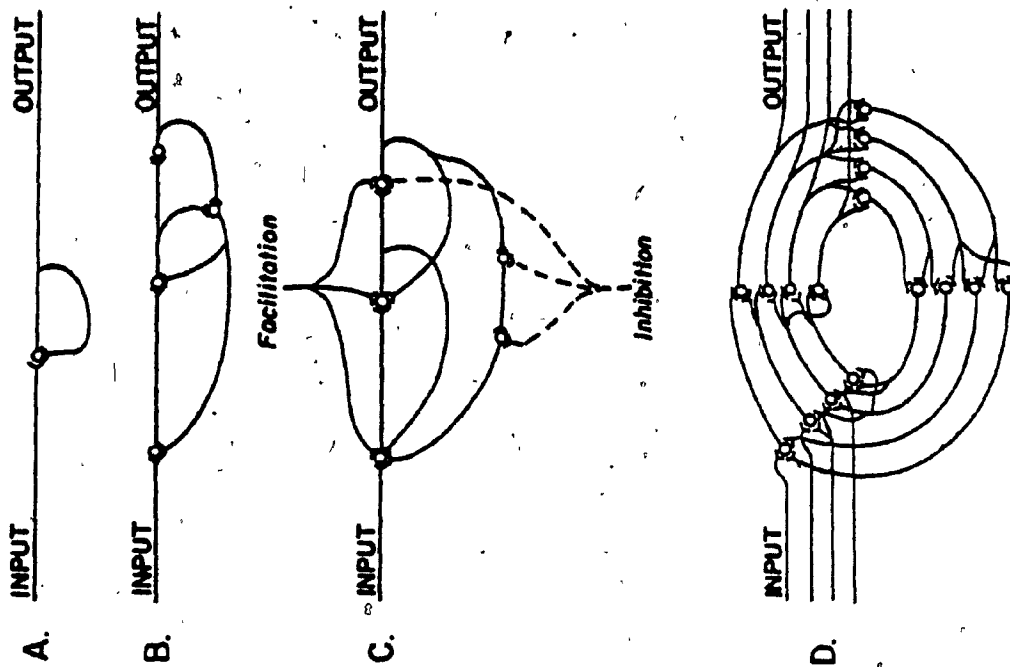 A.
INPUT
OUTPUT
B.
INPUT
OUTPUT
Facilitation
C.
INPUT
OUTPUT
Inhibition
D.
INPUT
OUTPUT